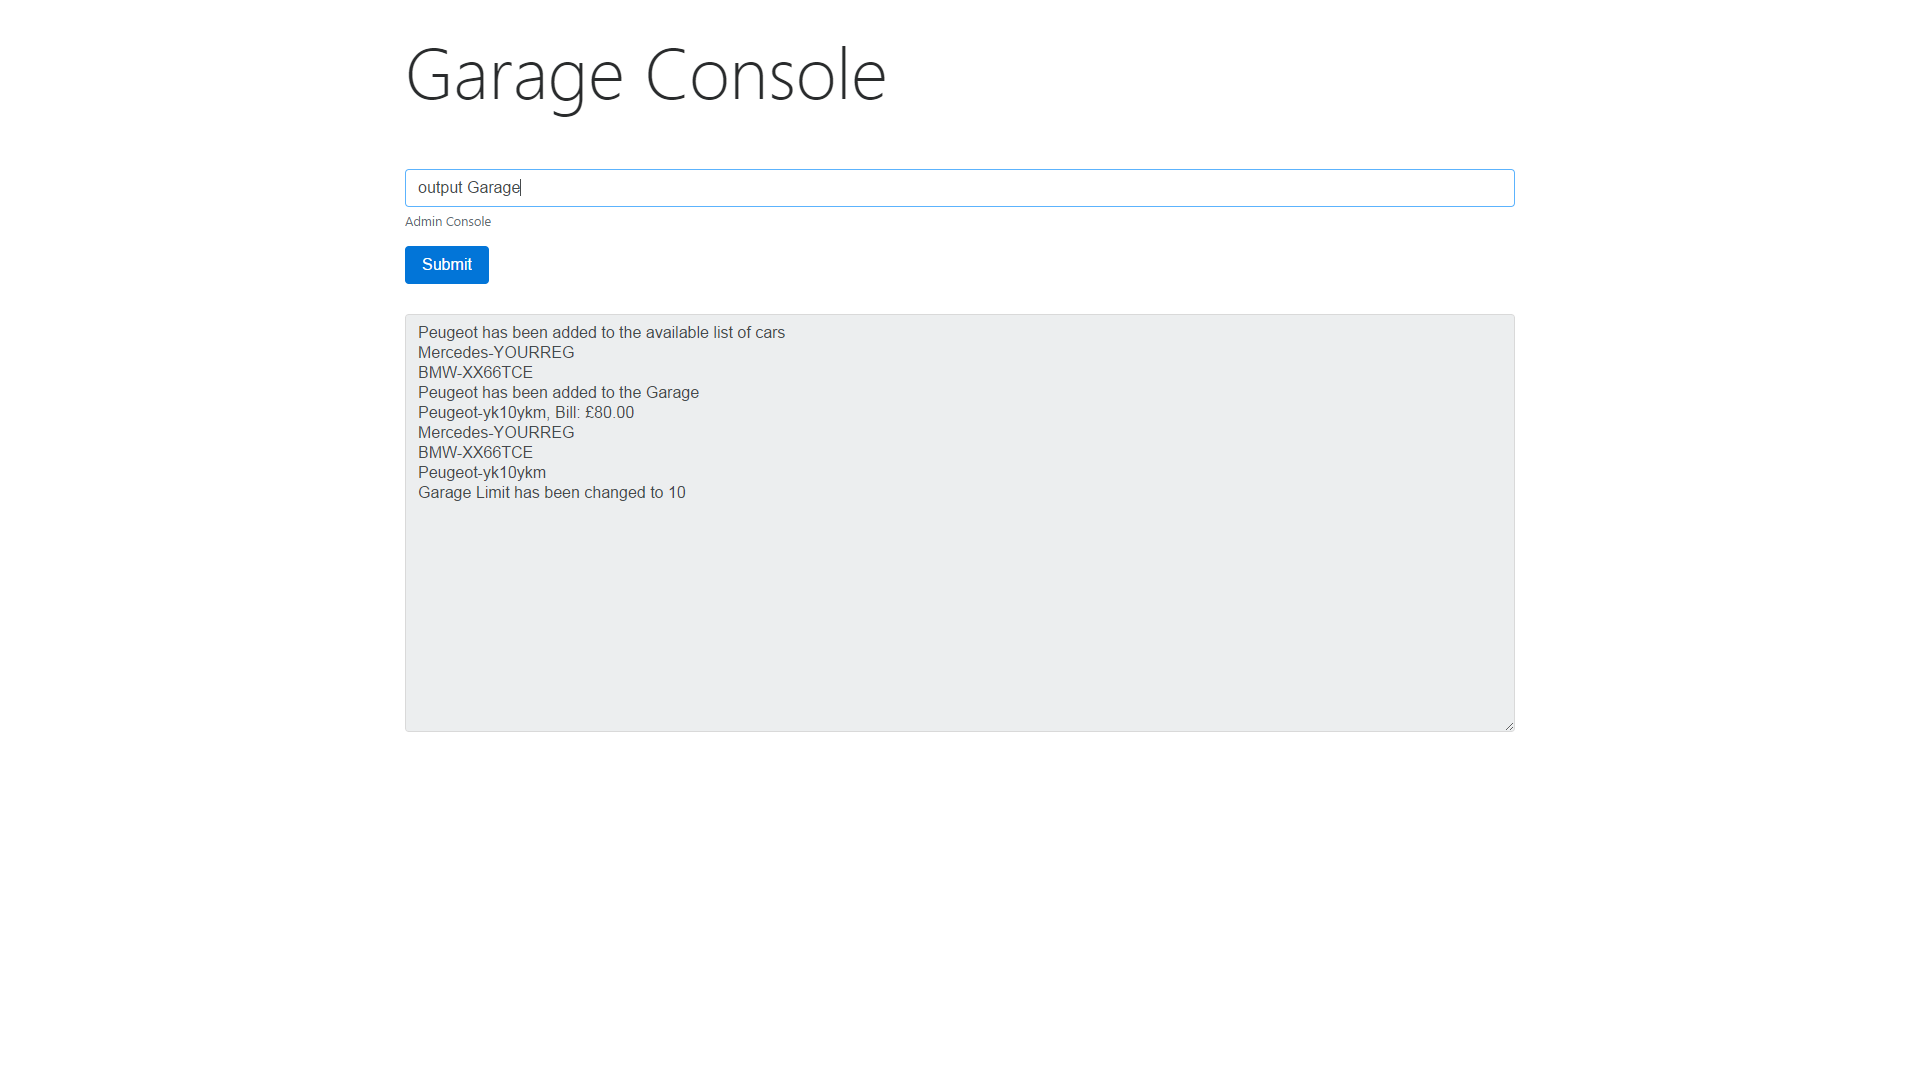 Garage Console
output Garage
Admin Console
Submit
Peugeot has been added to the available list of cars
Mercedes-YOURREG
BMW-XX66TCE
Peugeot has been added to the Garage
Peugeot-yk10ykm, Bill: £80.00
Mercedes-YOURREG
BMW-XX66TCE
Peugeot-yk10ykm
Garage Limit has been changed to 10